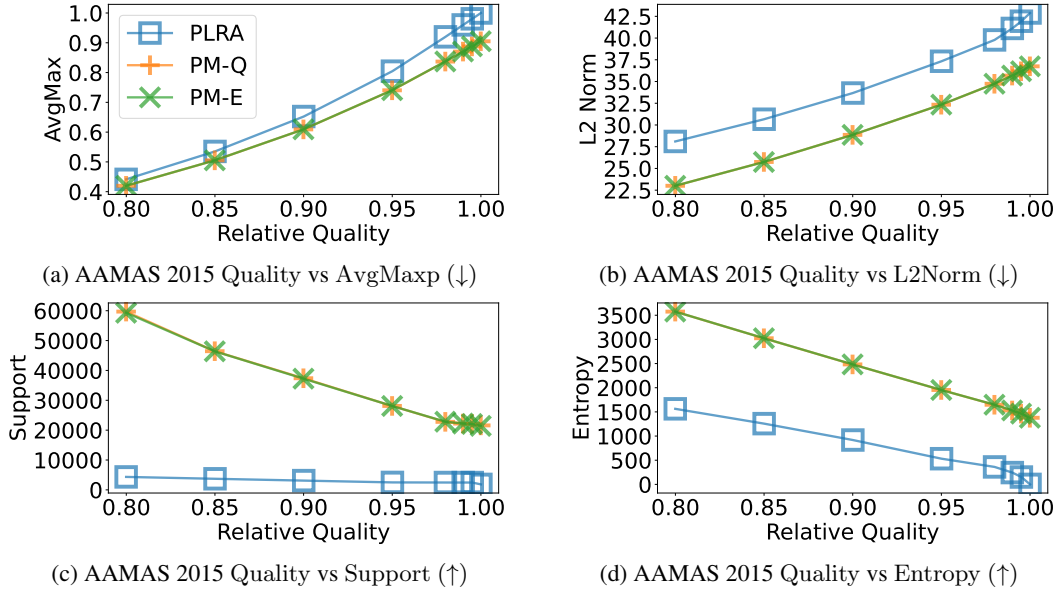 AvgMax
1.0
0.9
0.8
0.7
0.6
0.5
0.4
PLRA
PM-Q
PM-E
0.80 0.85 0.90 0.95 1.00
Relative Quality
(a) AAMAS 2015 Quality vs AvgMaxp (↓)
L2 Norm
42.5
40.0
37.5
35.0
32.5
30.0
27.5
25.0
22.5
0.80 0.85 0.90 0.95 1.00
Relative Quality
(b) AAMAS 2015 Quality vs L2Norm (↓)
Support
60000
50000
40000
30000
20000
10000
0
0.80 0.85 0.90 0.95 1.00
Relative Quality
(c) AAMAS 2015 Quality vs Support (↑)
Entropy
3500
3000
2500
2000
1500
1000
500
0
0.80 0.85 0.90 0.95 1.00
Relative Quality
(d) AAMAS 2015 Quality vs Entropy (↑)